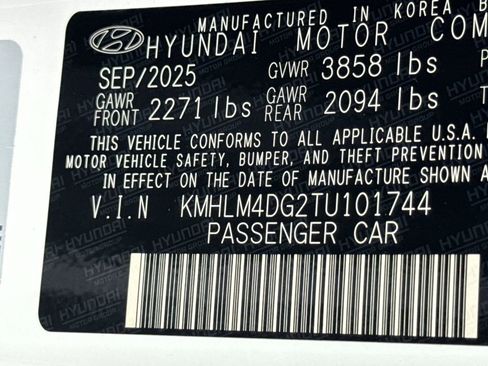 MANUFACTURED IN KOREA B
HYUNDAI MOTOR COM
SEP/2025 GVWR 3858 lbs
GAWR FRONT 2271 lbs GAWR REAR 2094 lbs T
THIS VEHICLE CONFORMS TO ALL APPLICABLE U.S.A.
MOTOR VEHICLE SAFETY, BUMPER, AND THEFT PREVENTION
IN EFFECT ON THE DATE OF MANUFACTURE SHOWN A
V.I.N KMHLM4DG2TU101744
PASSENGER CAR